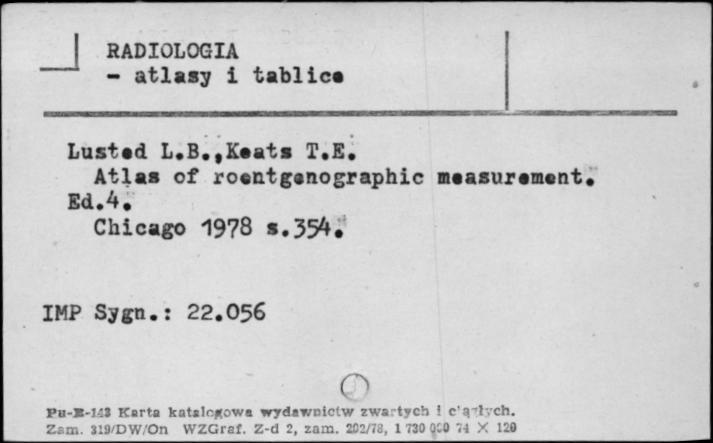 RADIOLOGIA
- atlasy i tablice
Lusted L.B.,Keats T.E.
Atlas of roentgenographic measurement.
Ed.4.
Chicago 1978 s.354.
IMP Sygn.: 22.056
Pu-B-143 Karta katalogowa wydawnictw zwartych i ciągłych.
Zam. 319/DW/On WZGraf. Z-d 2, zam. 202/78, 1 730 000 74 X 120